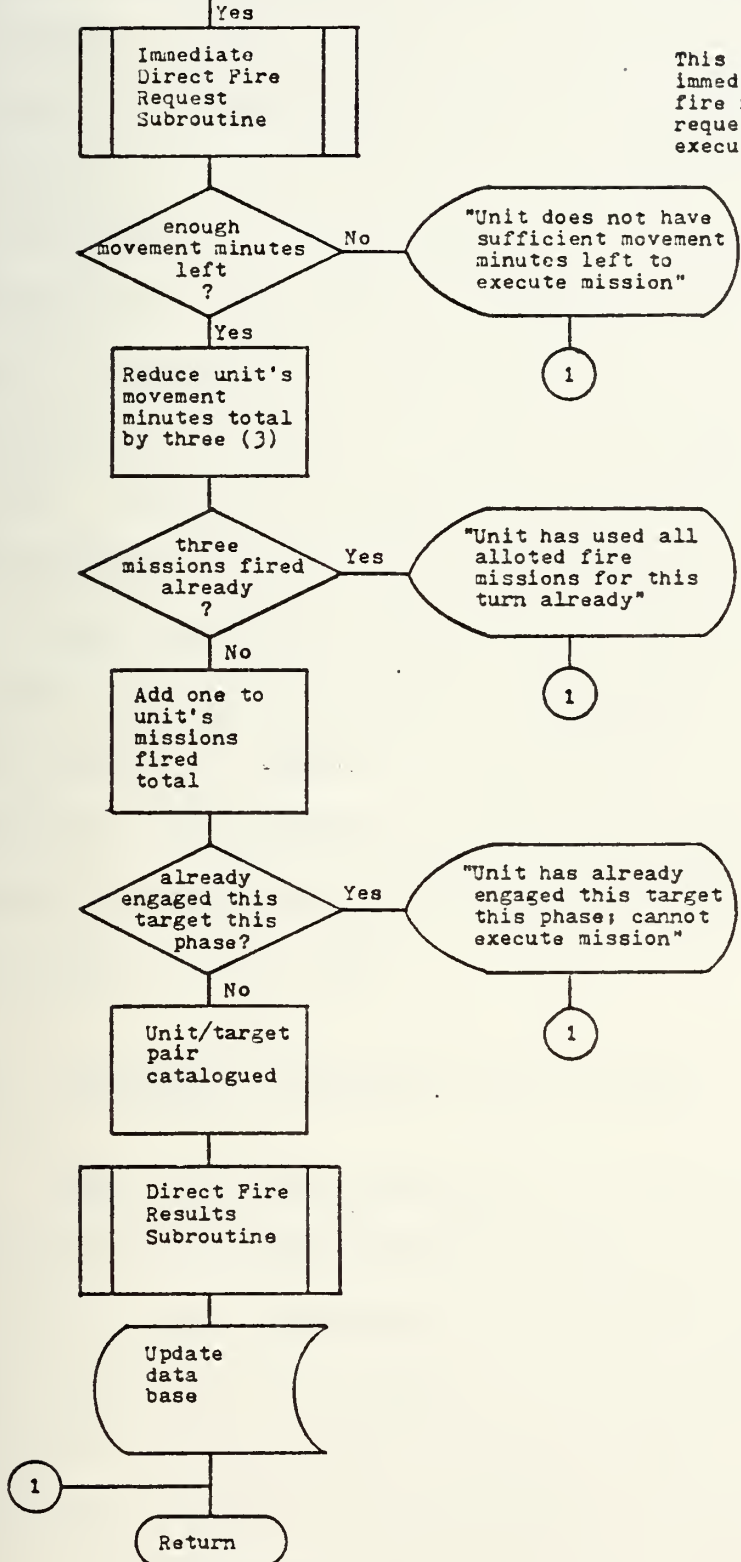 Yes
Immediate
Direct Fire
Request
Subroutine
This
fire
enough
movement minutes
left
?
No
"Unit does not have
sufficient movement
minutes left to
execute mission"
1
Yes
Reduce unit's
movement
minutes total
by three (3)
three
missions fired
already
?
Yes
"Unit has used all
alloted fire
missions for this
turn already"
1
No
Add one to
unit's
missions
fired
total
already
engaged this
target this
phase?
Yes
"Unit has already
engaged this target
this phase; cannot
execute mission"
1
No
Unit/target
pair
catalogued
Direct Fire
Results
Subroutine
Update
data
base
1
Return